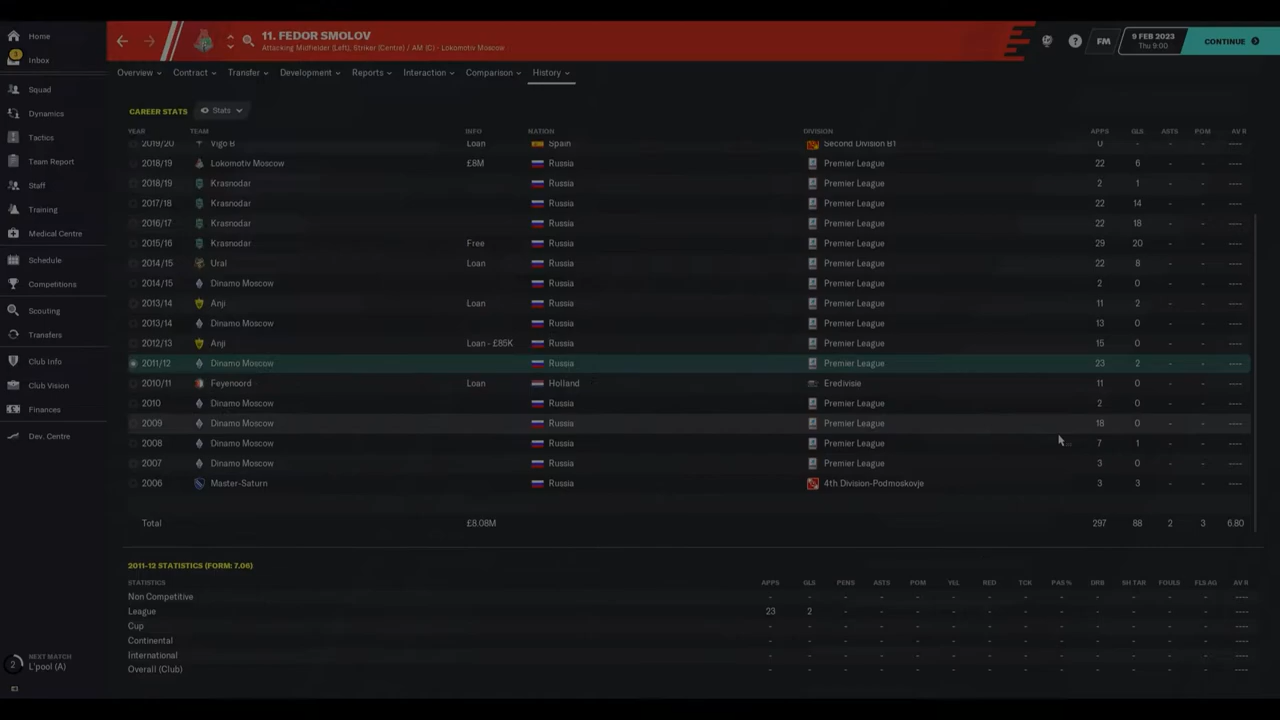 Home
11. FEDOR SMOLOV
Attacking Midfielder (Left), Striker (Centre) / AM (C) - Lokomotiv Moscow
FM
9 FEB 2023
Thu 9:00
CONTINUE
3
Inbox
Overview Contract Transfer Development Reports Interaction Comparison History
Squad
Dynamics
Tactics
Team Report
Staff
Training
Medical Centre
Schedule
Competitions
Scouting
Transfers
Club Info
Club Vision
Finances
Dev. Centre
CAREER STATS Stats
YEAR TEAM INFO NATION DIVISION APPS GLS ASTS POM AV R
2019/20 Vigo B Loan Spain Second Division B1 0 - - - ----
2018/19 Lokomotiv Moscow £8M Russia Premier League 22 6 - - ----
2018/19 Krasnodar Russia Premier League 2 1 - - ----
2017/18 Krasnodar Russia Premier League 22 14 - - ----
2016/17 Krasnodar Russia Premier League 22 18 - - ----
2015/16 Krasnodar Free Russia Premier League 29 20 - - ----
2014/15 Ural Loan Russia Premier League 22 8 - - ----
2014/15 Dinamo Moscow Russia Premier League 2 0 - - ----
2013/14 Anji Loan Russia Premier League 11 2 - - ----
2013/14 Dinamo Moscow Russia Premier League 13 0 - - ----
2012/13 Anji Loan - £85K Russia Premier League 15 0 - - ----
2011/12 Dinamo Moscow Russia Premier League 23 2 - - ----
2010/11 Feyenoord Loan Holland Eredivisie 11 0 - - ----
2010 Dinamo Moscow Russia Premier League 2 0 - - ----
2009 Dinamo Moscow Russia Premier League 18 0 - - ----
2008 Dinamo Moscow Russia Premier League 7 1 - - ----
2007 Dinamo Moscow Russia Premier League 3 0 - - ----
2006 Master-Saturn Russia 4th Division-Podmoskovje 3 3 - - ----
Total £8.08M 297 88 2 3 6.80
2011-12 STATISTICS (FORM: 7.06)
STATISTICS APPS GLS PENS ASTS POM YEL RED TCK PAS % DRB SH TAR FOULS FLS AG AV R
Non Competitive - - - - - - - - - - - - - ----
League 23 2 - - - - - - - - - - - ----
Cup - - - - - - - - - - - - - ----
Continental - - - - - - - - - - - - - ----
International - - - - - - - - - - - - - ----
Overall (Club) - - - - - - - - - - - - - ----
2
NEXT MATCH
L'pool (A)